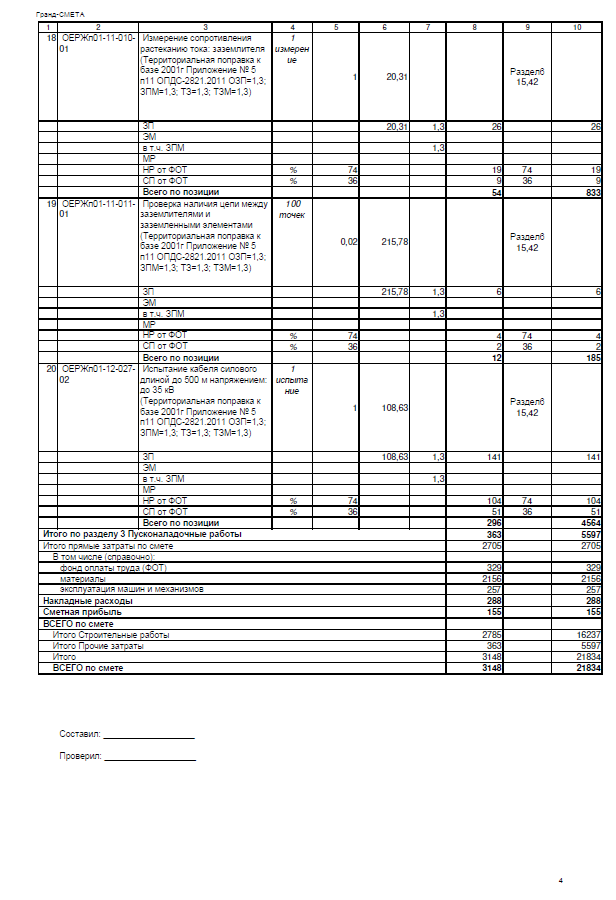 Гранд-СМЕТА
1 2 3 4 5 6 7 8 9 10
18 ОЕРЖп01-11-010-01 Измерение сопротивления 1
растеканию тока: заземлителя измерен
(Территориальная поправка к ие
базе 2001г Приложение № 5 1 20,31 Раздел6
п11 ОПДС-2821.2011 ОЗП=1,3; 15,42
ЗПМ=1,3; ТЗ=1,3; ТЗМ=1,3)
ЗП 20,31 1,3 26 26
ЭМ
в т.ч. ЗПМ 1,3
МР
НР от ФОТ % 74 19 74 19
СП от ФОТ % 36 9 36 9
Всего по позиции 54 833
19 ОЕРЖп01-11-011-01 Проверка наличия цепи между 100
заземлителями и точек
заземленными элементами
(Территориальная поправка к 0,02 215,78 Раздел6
базе 2001г Приложение № 5 15,42
п11 ОПДС-2821.2011 ОЗП=1,3;
ЗПМ=1,3; ТЗ=1,3; ТЗМ=1,3)
ЗП 215,78 1,3 6 6
ЭМ
в т.ч. ЗПМ 1,3
МР
НР от ФОТ % 74 4 74 4
СП от ФОТ % 36 2 36 2
Всего по позиции 12 185
20 ОЕРЖп01-12-027-02 Испытание кабеля силового 1
длиной до 500 м напряжением: испыта
до 35 кВ ние
(Территориальная поправка к
базе 2001г Приложение № 5 1 108,63 Раздел6
п11 ОПДС-2821.2011 ОЗП=1,3; 15,42
ЗПМ=1,3; ТЗ=1,3; ТЗМ=1,3)
ЗП 108,63 1,3 141 141
ЭМ
в т.ч. ЗПМ 1,3
МР
НР от ФОТ % 74 104 74 104
СП от ФОТ % 36 51 36 51
Всего по позиции 296 4564
Итого по разделу 3 Пусконаладочные работы 363 5597
Итого прямые затраты по смете 2705 2705
В том числе (справочно):
фонд оплаты труда (ФОТ) 329 329
материалы 2156 2156
эксплуатация машин и механизмов 257 257
Накладные расходы 288 288
Сметная прибыль 155 155
ВСЕГО по смете
Итого Строительные работы 2785 16237
Итого Прочие затраты 363 5597
Итого 3148 21834
ВСЕГО по смете 3148 21834
Составил: ___________________
Проверил: ___________________
4